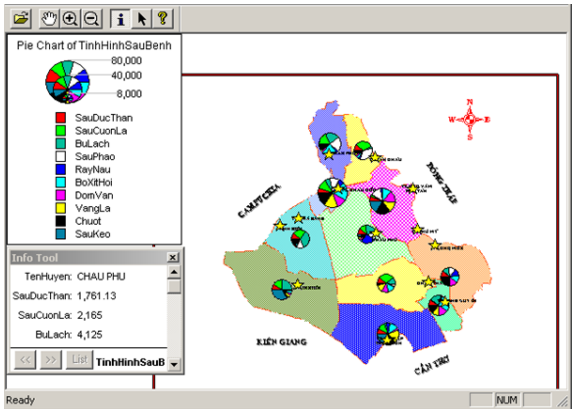 Pie Chart of TinhHinhSauBenh
80,000
40,000
8,000
SauDucThan
SauCuonLa
BuLach
SauPhao
RayNau
BoXitHoi
DomVan
VangLa
Chuot
SauKeo
Info Tool
TenHuyen: CHAU PHU
SauDucThan: 1,761.13
SauCuonLa: 2,165
BuLach: 4,125
<< >> List TinhHinhSauB
N
W E
S
CAMPUCHIA
ĐỒNG THÁP
KIÊN GIANG
CẦN THƠ
Ready
NUM